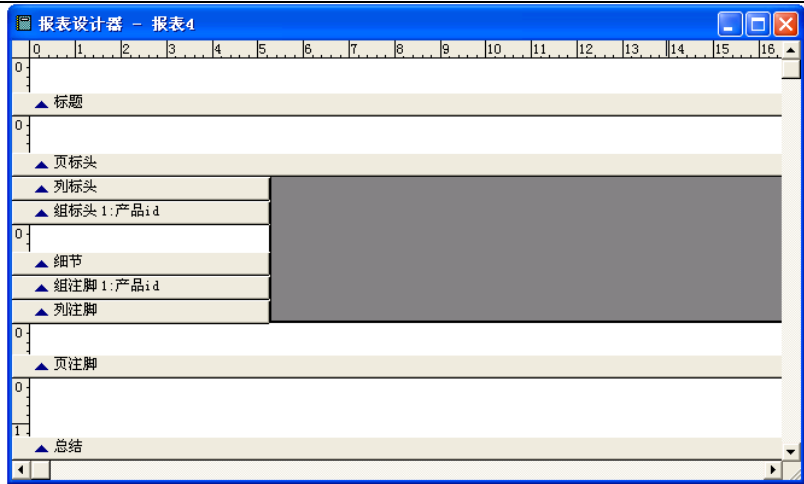 报表设计器 - 报表4
0 1 2 3 4 5 6 7 8 9 10 11 12 13 14 15 16
0
标题
0
页标头
列标头
组标头1:产品id
0
细节
组注脚1:产品id
列注脚
0
页注脚
0
1
总结